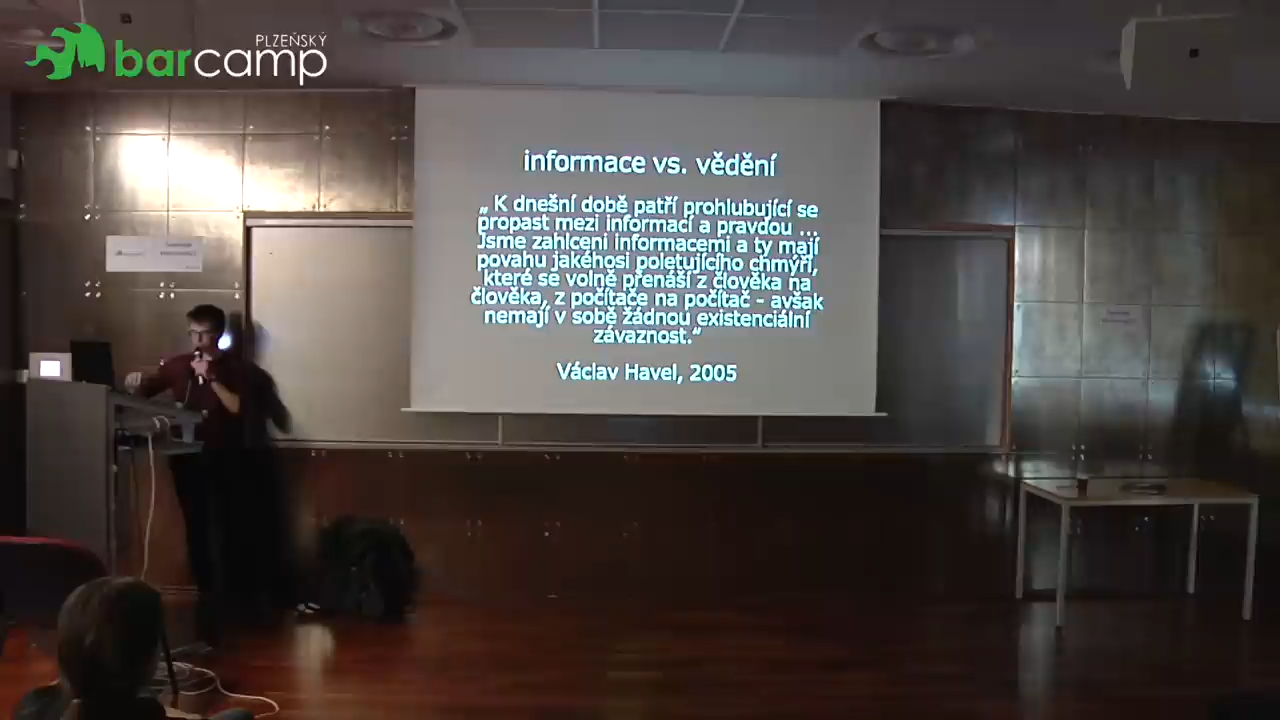 PLZEŇSKÝ
barcamp
informace vs. vědění
„ K dnešní době patří prohlubující se
propast mezi informací a pravdou ...
Jsme zahlceni informacemi a ty mají
povahu jakéhosi poletujícího chmýří,
které se volně přenáší z člověka na
člověka, z počítače na počítač - avšak
nemají v sobě žádnou existenciální
závaznost.“
Václav Havel, 2005